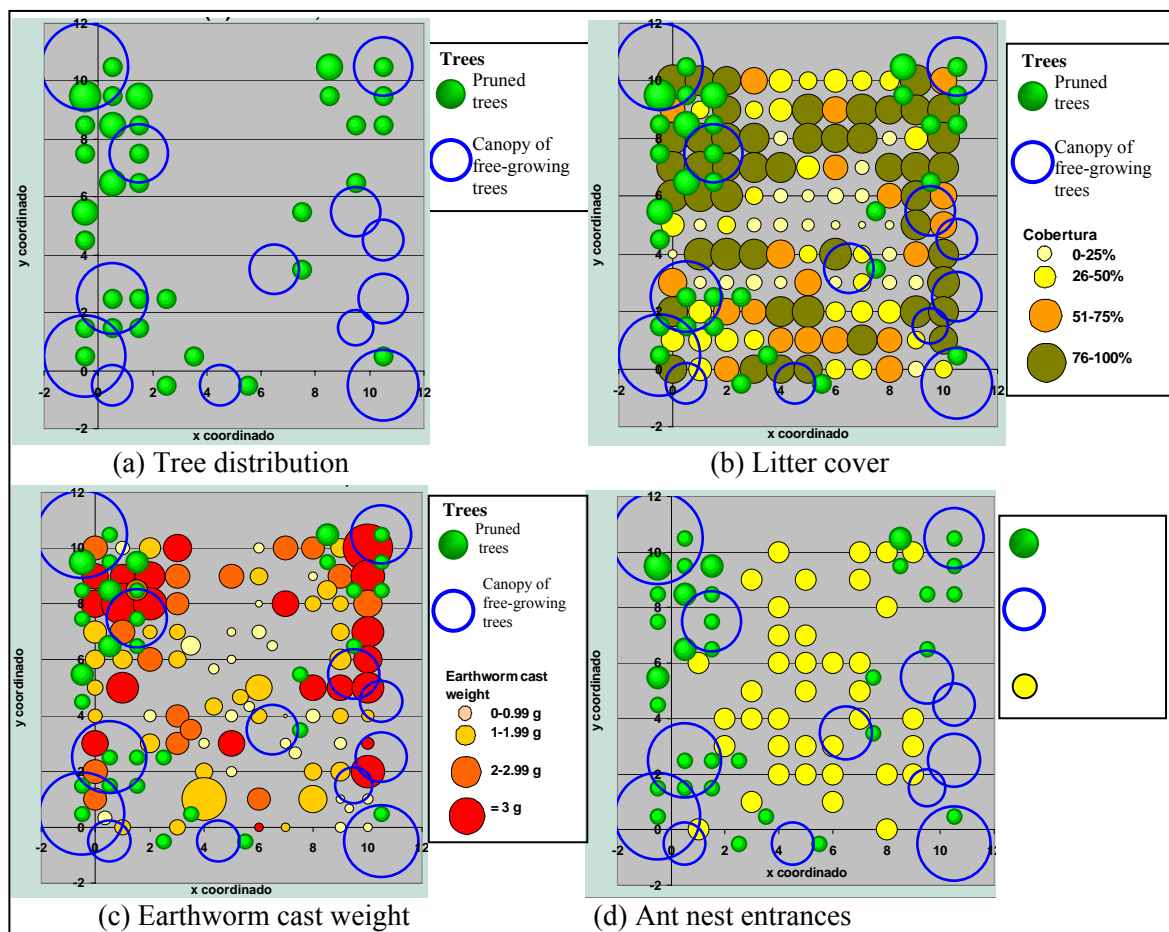 Trees
Pruned
trees
Canopy of
free-growing
trees
12
10
8
6
4
2
0
-2
-2 0 2 4 6 8 10 12
y coordinado
x coordinado
(a) Tree distribution
Trees
Pruned
trees
Canopy of
free-growing
trees
Cobertura
0-25%
26-50%
51-75%
76-100%
12
10
8
6
4
2
0
-2
-2 0 2 4 6 8 10 12
y coordinado
x coordinado
(b) Litter cover
Trees
Pruned
trees
Canopy of
free-growing
trees
Earthworm cast
weight
0-0.99 g
1-1.99 g
2-2.99 g
= 3 g
12
10
8
6
4
2
0
-2
-2 0 2 4 6 8 10 12
y coordinado
x coordinado
(c) Earthworm cast weight
12
10
8
6
4
2
0
-2
-2 0 2 4 6 8 10 12
y coordinado
x coordinado
(d) Ant nest entrances